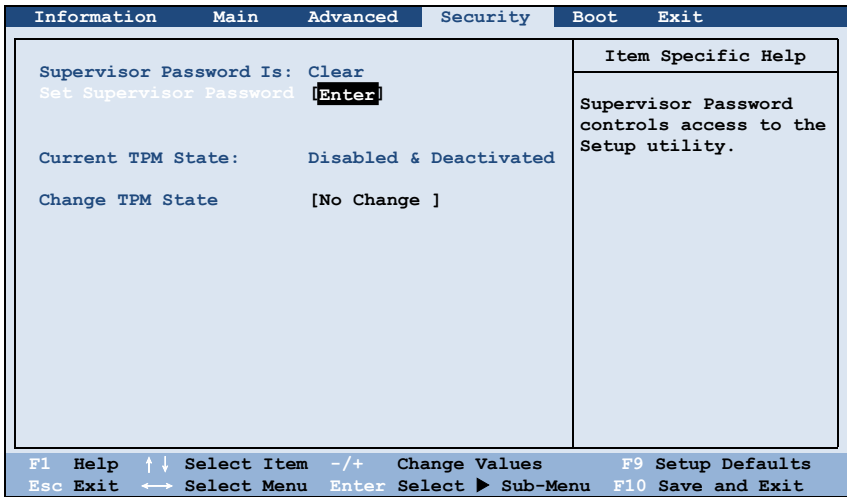 Information Main Advanced Security Boot Exit
Supervisor Password Is: Clear
Set Supervisor Password [Enter]
Current TPM State: Disabled & Deactivated
Change TPM State [No Change ]
Item Specific Help
Supervisor Password
controls access to the
Setup utility.
F1 Help ↑↓ Select Item -/+ Change Values F9 Setup Defaults
Esc Exit ←→ Select Menu Enter Select ▶ Sub-Menu F10 Save and Exit